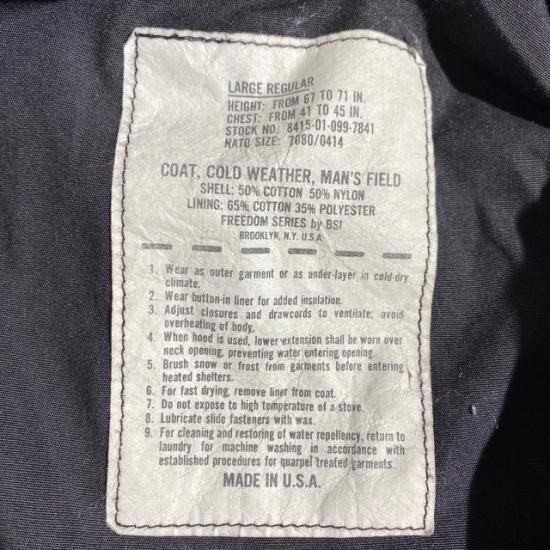 LARGE REGULAR
HEIGHT: FROM 67 TO 71 IN.
CHEST: FROM 41 TO 45 IN.
STOCK NO. 8415-01-099-7841
NATO SIZE: 7080/0414
COAT, COLD WEATHER, MAN'S FIELD
SHELL: 50% COTTON 50% NYLON
LINING: 65% COTTON 35% POLYESTER
FREEDOM SERIES by BSI
BROOKLYN, N.Y. U.S.A.
1. Wear as outer garment or as under-layer in cold-dry
climate.
2. Wear button-in liner for added insulation.
3. Adjust closures and drawcords to ventilate; avoid
overheating of body.
4. When hood is used, lower extension shall be worn over
neck opening, preventing water entering opening.
5. Brush snow or frost from garments before entering
heated shelters.
6. For fast drying, remove liner from coat.
7. Do not expose to high temperature of a stove.
8. Lubricate slide fasteners with wax.
9. For cleaning and restoring of water repellency, return to
laundry for machine washing in accordance with
established procedures for quarpel treated garments.
MADE IN U.S.A.